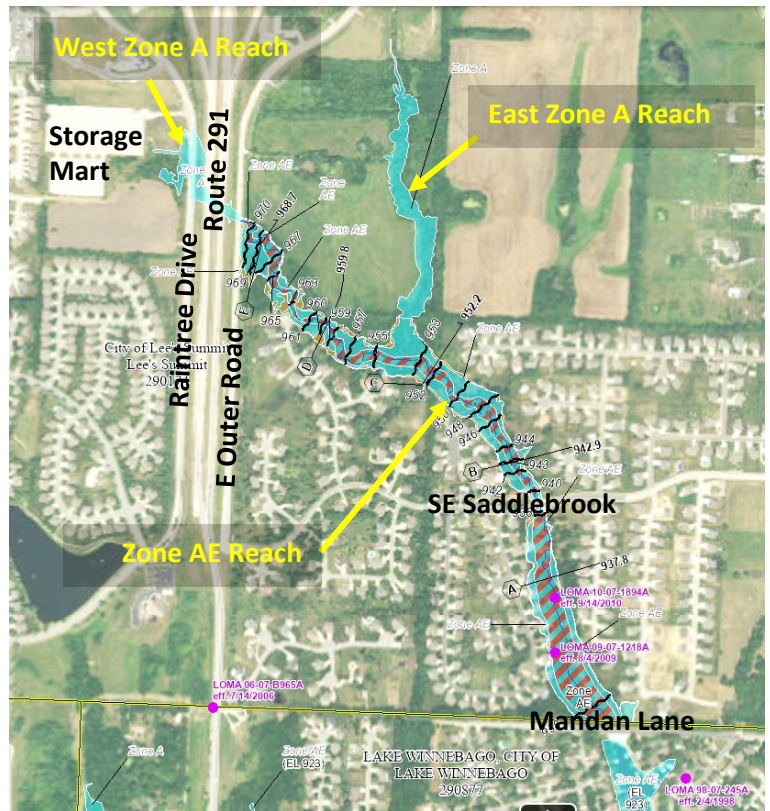 West Zone A Reach
Zone A
East Zone A Reach
Storage
Mart
Route 291
Zone
A
Zone AE
Zone
AE
970
968.7
967
Zone AE
Zone AE
969
E
968
959.8
960
959
965
957
952.2
961
955
953
Zone AE
D
C
952
Raintree Drive
City of Lee's Summit
Lee's Summit
E Outer Road
950
948
946
944
942.9
B
943
Zone AE
942
940
SE Saddlebrook
Zone AE Reach
937.8
A
LOMA 10-07-1894A
eff. 9/14/2010
Zone AE
LOMA 09-07-1218A
eff. 8/4/2009
Zone AE
LOMA 06-07-B965A
eff. 7/14/2006
Zone
AE
Mandan Lane
Zone A
Zone AE
(EL 923)
LAKE WINNEBAGO, CITY OF
LAKE WINNEBAGO
290877
Zone AE
(EL
923)
LOMA 98-07-245A
eff. 2/4/1998